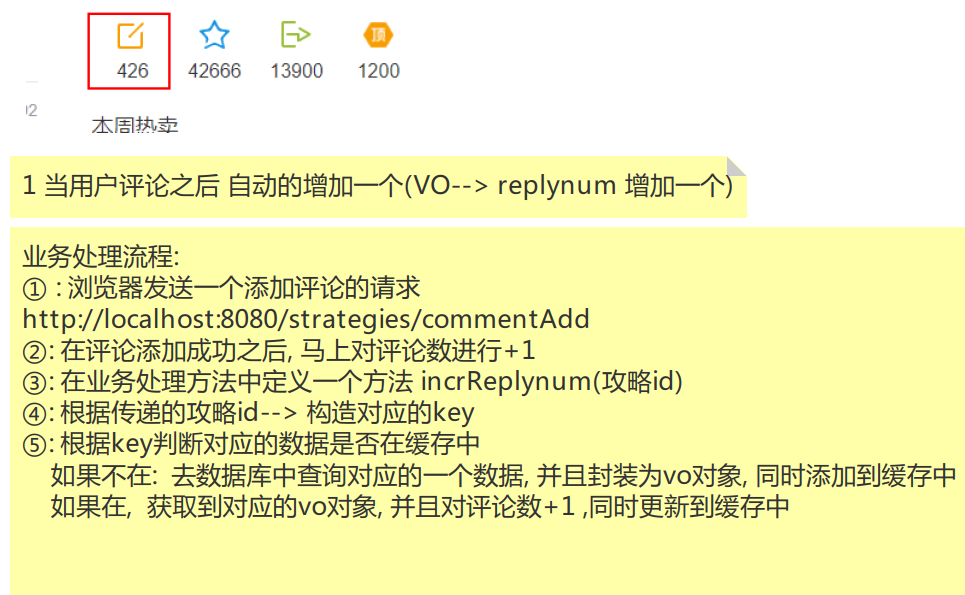 426 42666 13900 顶 1200
本周热卖
1 当用户评论之后 自动的增加一个(VO--> replynum 增加一个)
业务处理流程:
① : 浏览器发送一个添加评论的请求
http://localhost:8080/strategies/commentAdd
②: 在评论添加成功之后, 马上对评论数进行+1
③: 在业务处理方法中定义一个方法 incrReplynum(攻略id)
④: 根据传递的攻略id--> 构造对应的key
⑤: 根据key判断对应的数据是否在缓存中
如果不在: 去数据库中查询对应的一个数据, 并且封装为vo对象, 同时添加到缓存中
如果在, 获取到对应的vo对象, 并且对评论数+1 ,同时更新到缓存中